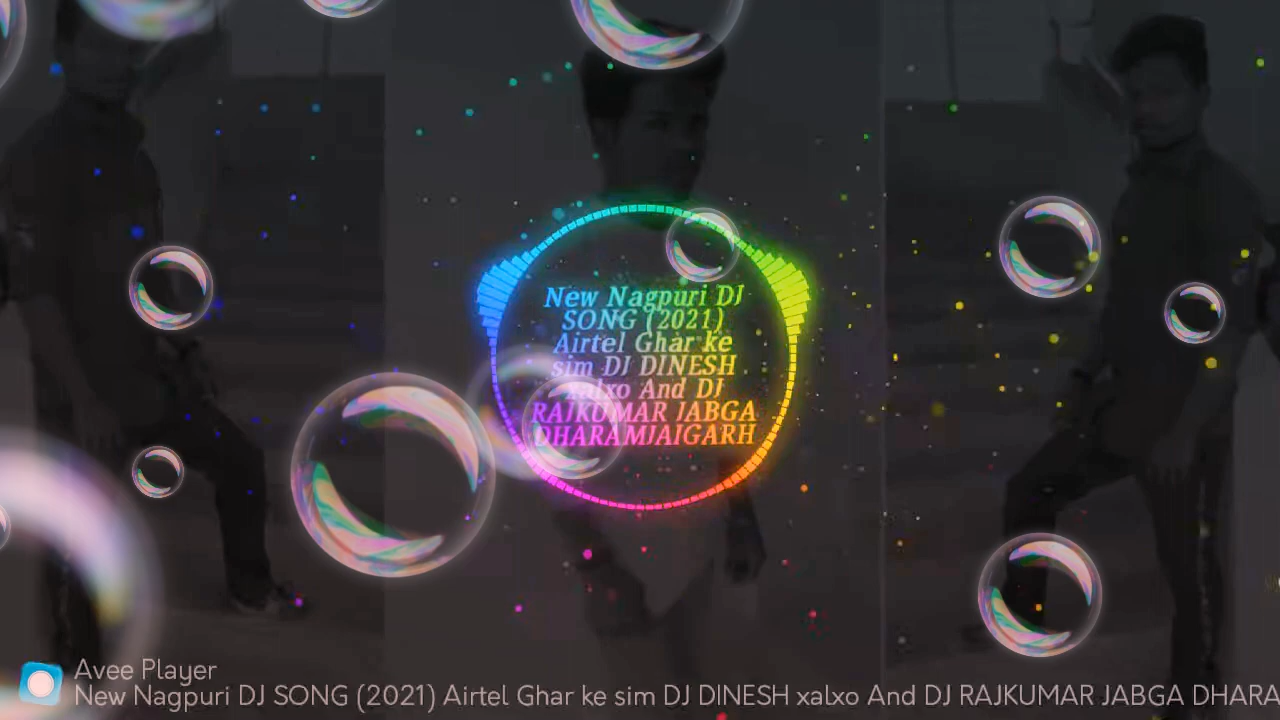 New Nagpuri DJ
SONG (2021)
Airtel Ghar ke
sim DJ DINESH
xalxo And DJ
RAJKUMAR JABGA
DHARAMJAIGARH
Avee Player
New Nagpuri DJ SONG (2021) Airtel Ghar ke sim DJ DINESH xalxo And DJ RAJKUMAR JABGA DHARA